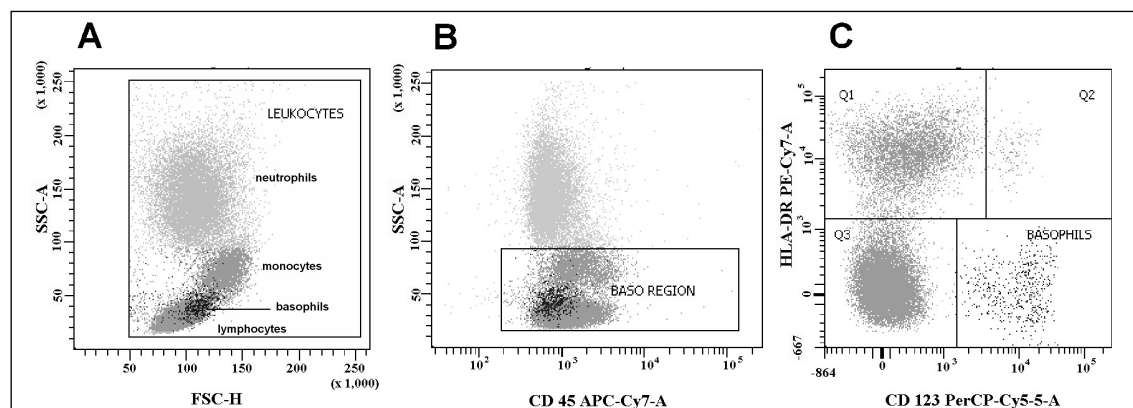 A
(x 1,000)
250
200
150
100
50
SSC-A
LEUKOCYTES
neutrophils
monocytes
basophils
lymphocytes
50 100 150 200 250
(x 1,000)
FSC-H
B
(x 1,000)
250
200
150
100
50
SSC-A
BASO REGION
10² 10³ 10⁴ 10⁵
CD 45 APC-Cy7-A
C
Q1 Q2
10⁵
10⁴
10³
0
-667
HLA-DR PE-Cy7-A
Q3 BASOPHILS
-864 0 10³ 10⁴ 10⁵
CD 123 PerCP-Cy5-5-A